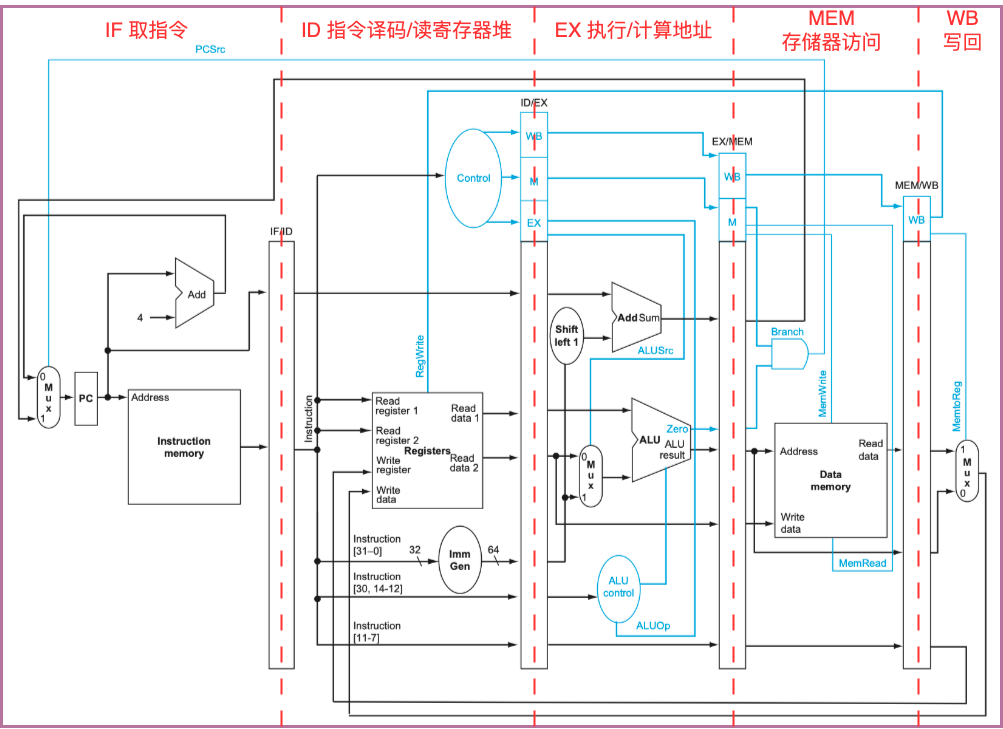 IF 取指令
ID 指令译码/读寄存器堆
EX 执行/计算地址
MEM
存储器访问
WB
写回
PCSrc
ID/EX
WB
M
EX
Control
EX/MEM
WB
M
MEM/WB
WB
IF/ID
Add
4
Shift
left 1
Add Sum
ALUSrc
Branch
RegWrite
MemWrite
MemtoReg
0
M
u
x
1
PC
Address
Instruction
memory
Instruction
Read
register 1
Read
register 2
Write
register
Write
data
Registers
Read
data 1
Read
data 2
0
M
u
x
1
ALU
Zero
ALU
result
Address
Write
data
Data
memory
Read
data
MemRead
1
M
u
x
0
Instruction
[31–0]
32
Imm
Gen
64
Instruction
[30, 14-12]
ALU
control
ALUOp
Instruction
[11-7]